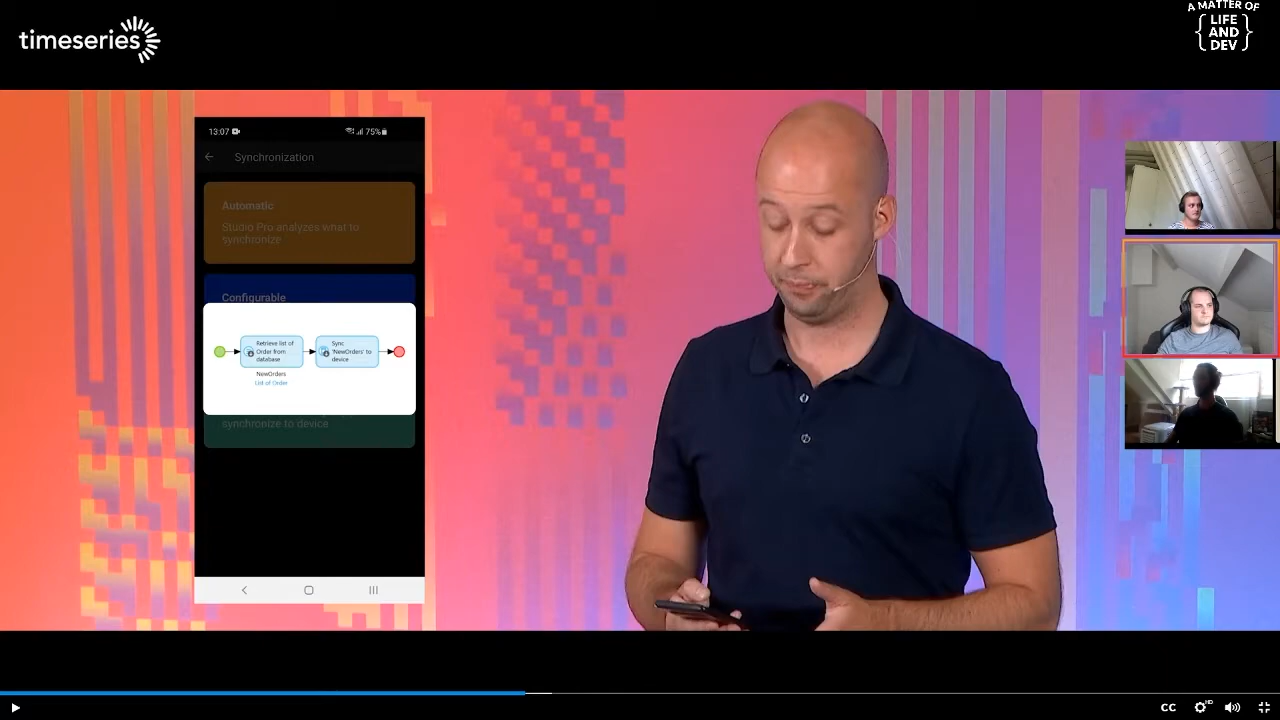 timeseries
A MATTER OF
LIFE
AND
DEV
13:07
75%
Synchronization
Automatic
Studio Pro analyzes what to
synchronize
Configurable
Retrieve list of
Order from
database
Sync
'NewOrders' to
device
NewOrders
List of Order
synchronize to device
CC
HD